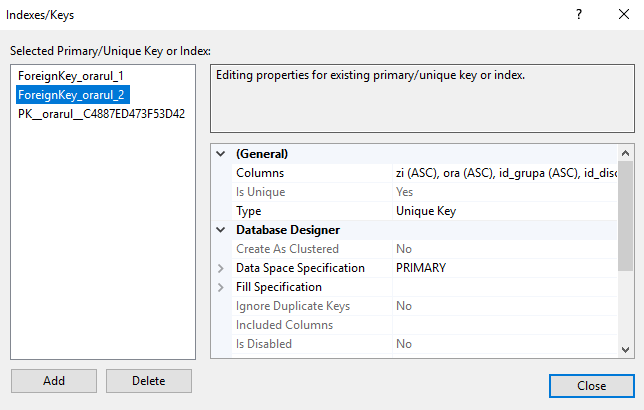 Indexes/Keys ? ×
Selected Primary/Unique Key or Index:
ForeignKey_orarul_1
ForeignKey_orarul_2
PK__orarul__C4887ED473F53D42
Editing properties for existing primary/unique key or index.
(General)
Columns zi (ASC), ora (ASC), id_grupa (ASC), id_disc
Is Unique Yes
Type Unique Key
Database Designer
Create As Clustered No
Data Space Specification PRIMARY
Fill Specification
Ignore Duplicate Keys No
Included Columns
Is Disabled No
Add Delete
Close